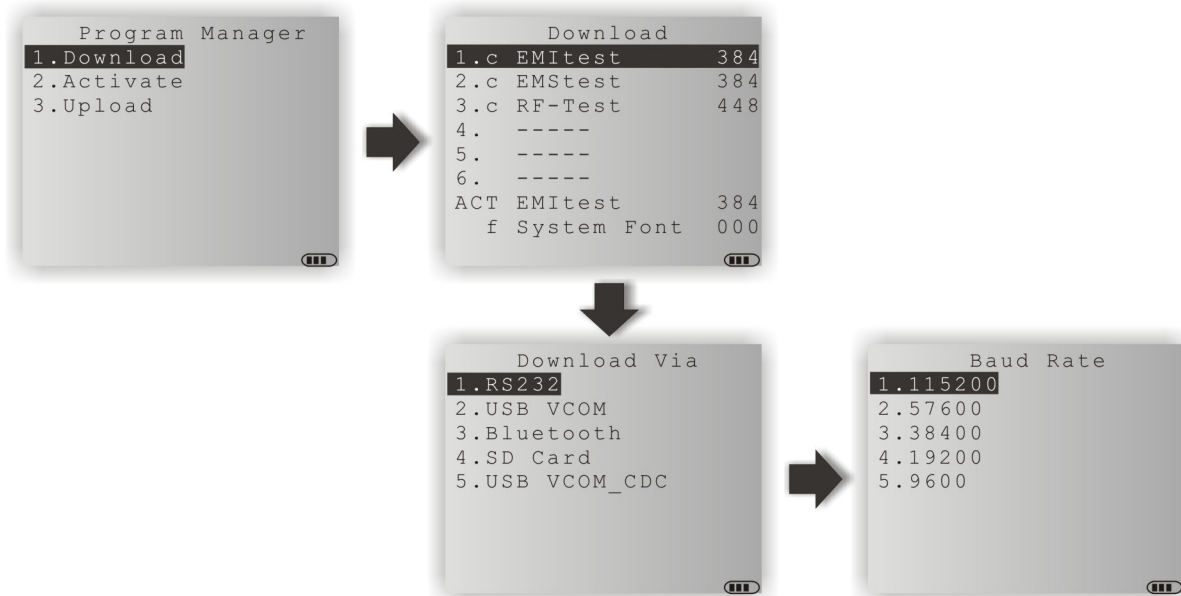 Program Manager
1.Download
2.Activate
3.Upload
Download
1.c EMItest 384
2.c EMStest 384
3.c RF-Test 448
4. -----
5. -----
6. -----
ACT EMItest 384
f System Font 000
Download Via
1.RS232
2.USB VCOM
3.Bluetooth
4.SD Card
5.USB VCOM_CDC
Baud Rate
1.115200
2.57600
3.38400
4.19200
5.9600